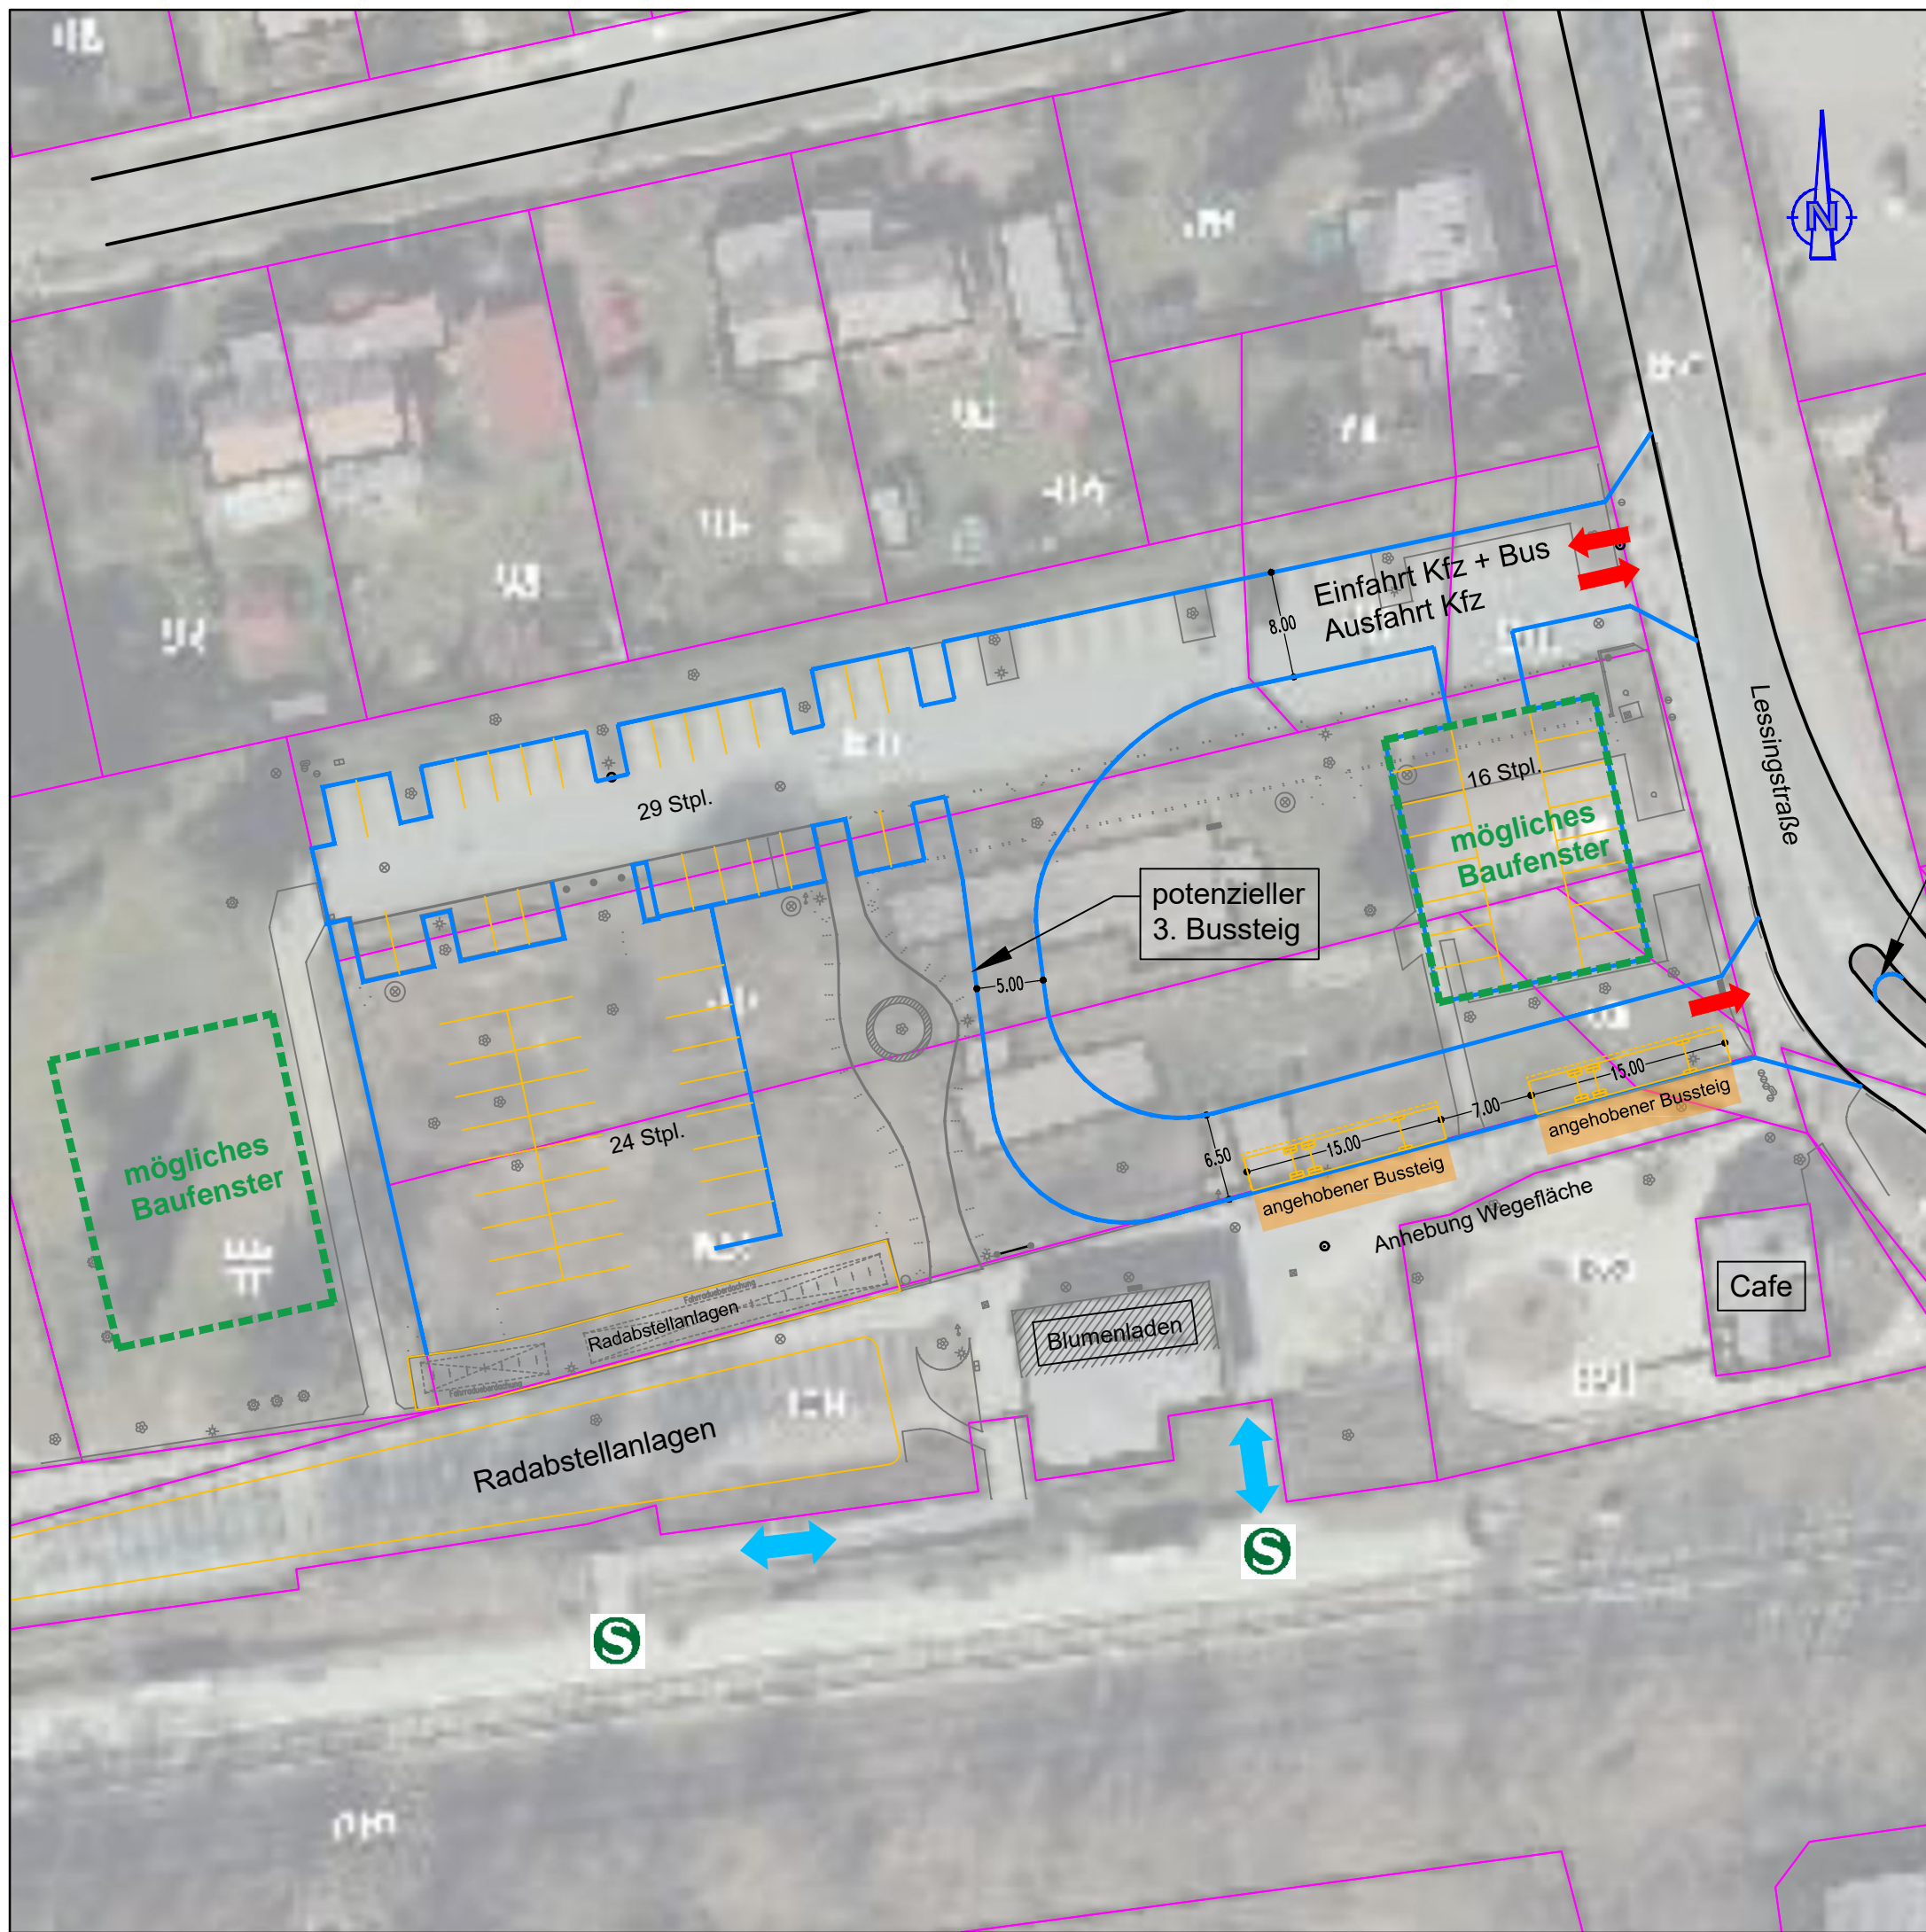 N
Einfahrt Kfz + Bus
Ausfahrt Kfz
8.00
Lessingstraße
16 Stpl.
mögliches
Baufenster
29 Stpl.
potenzieller
3. Bussteig
5.00
24 Stpl.
mögliches
Baufenster
15.00
7.00
15.00
6.50
angehobener Bussteig
angehobener Bussteig
Anhebung Wegefläche
Cafe
Blumenladen
Fahrradueberdachung
Radabstellanlagen
Fahrradueberdachung
Radabstellanlagen
S
S